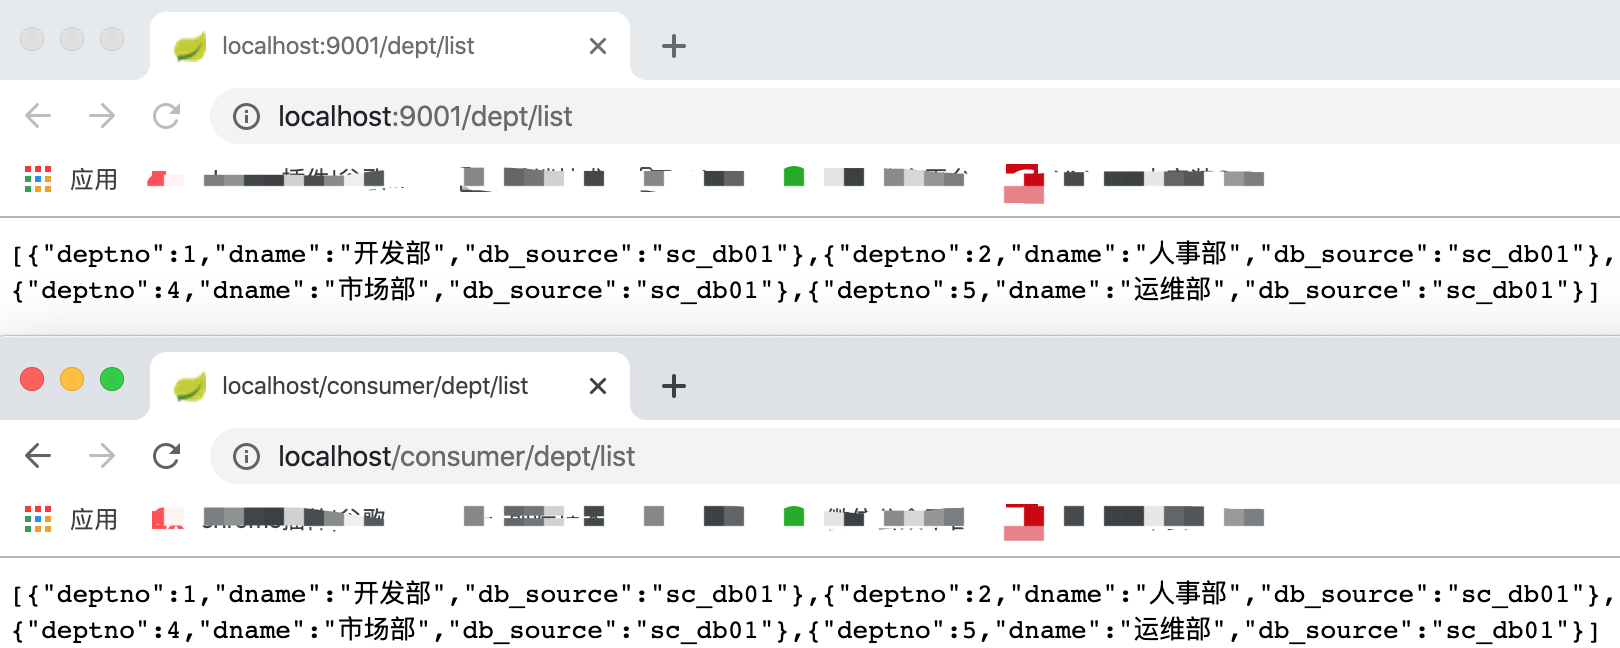 localhost:9001/dept/list
localhost:9001/dept/list
应用
[{"deptno":1,"dname":"开发部","db_source":"sc_db01"},{"deptno":2,"dname":"人事部","db_source":"sc_db01"},
{"deptno":4,"dname":"市场部","db_source":"sc_db01"},{"deptno":5,"dname":"运维部","db_source":"sc_db01"}]
localhost/consumer/dept/list
localhost/consumer/dept/list
应用
[{"deptno":1,"dname":"开发部","db_source":"sc_db01"},{"deptno":2,"dname":"人事部","db_source":"sc_db01"},
{"deptno":4,"dname":"市场部","db_source":"sc_db01"},{"deptno":5,"dname":"运维部","db_source":"sc_db01"}]